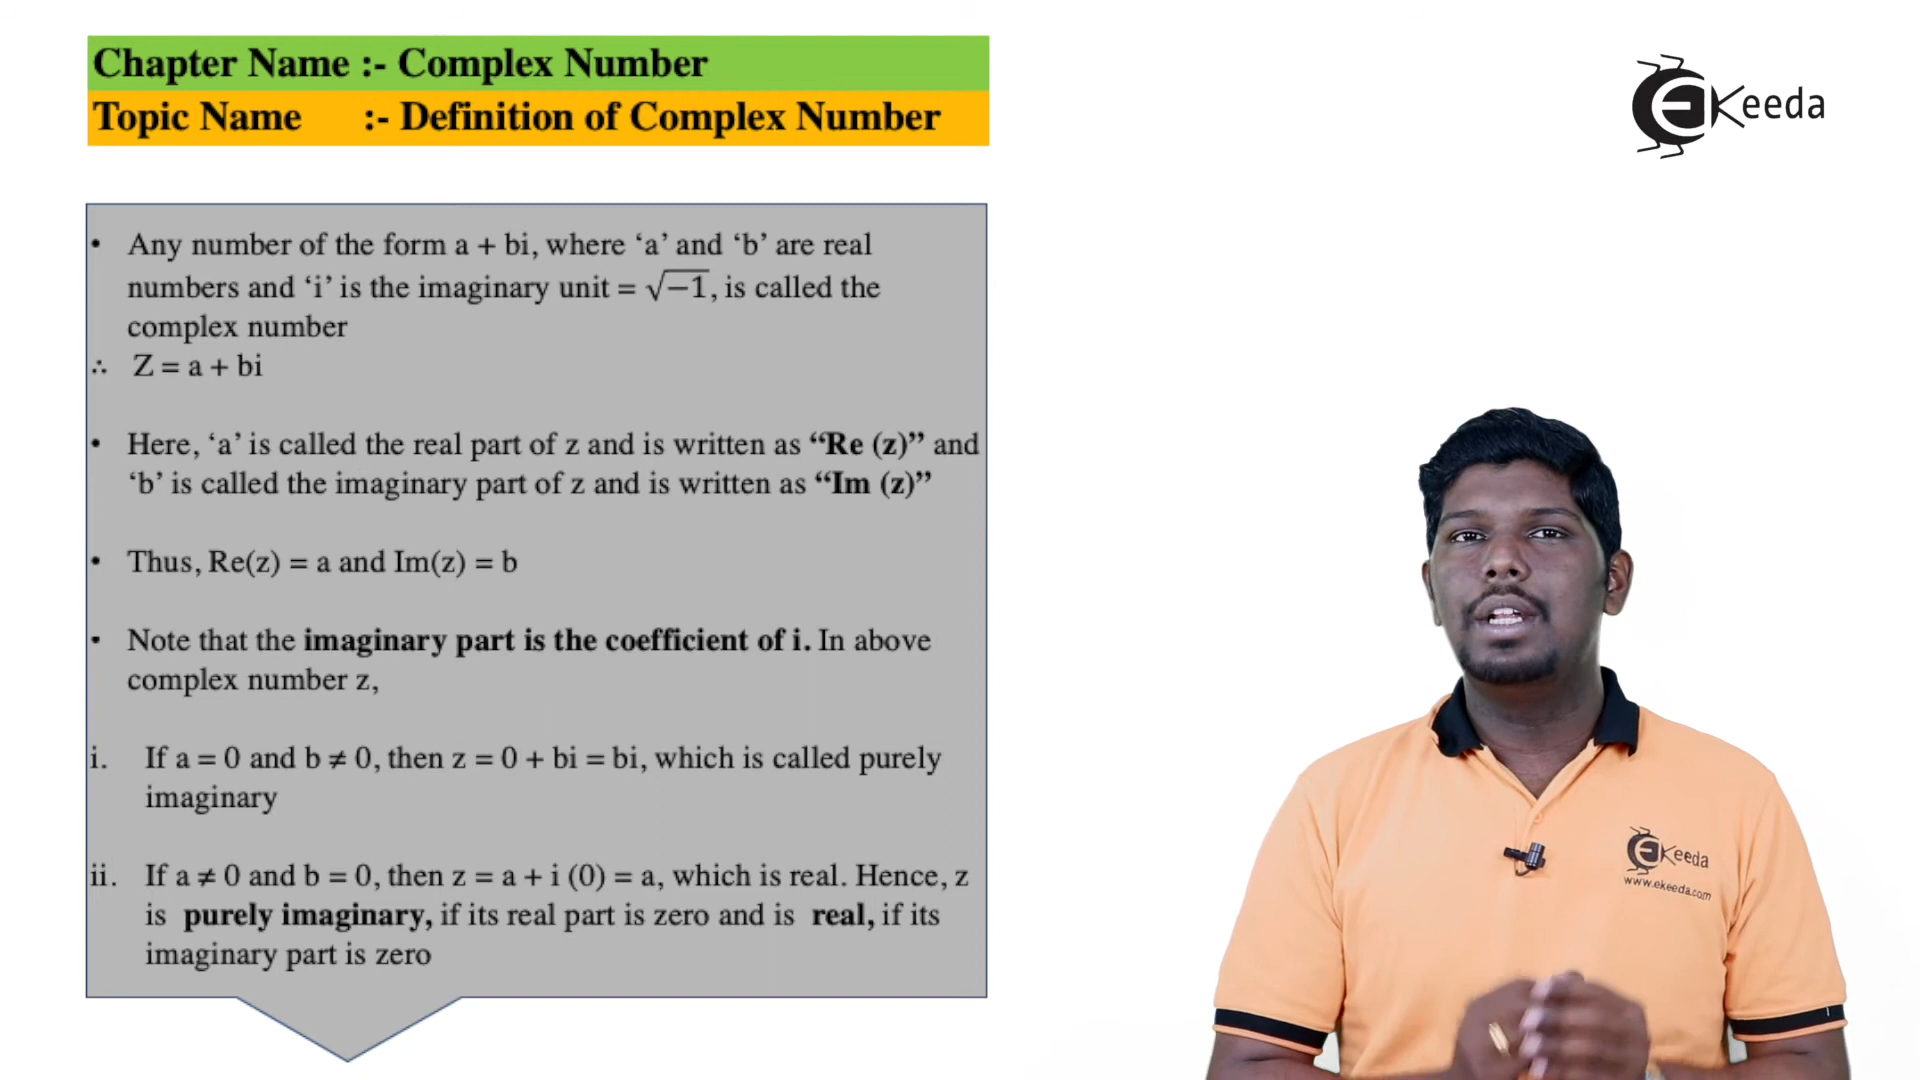 Chapter Name :- Complex Number
Topic Name :- Definition of Complex Number
eKeeda
• Any number of the form a + bi, where ‘a’ and ‘b’ are real
numbers and ‘i’ is the imaginary unit = √−1, is called the
complex number
∴ Z = a + bi
• Here, ‘a’ is called the real part of z and is written as “Re (z)” and
‘b’ is called the imaginary part of z and is written as “Im (z)”
• Thus, Re(z) = a and Im(z) = b
• Note that the imaginary part is the coefficient of i. In above
complex number z,
i. If a = 0 and b ≠ 0, then z = 0 + bi = bi, which is called purely
imaginary
ii. If a ≠ 0 and b = 0, then z = a + i (0) = a, which is real. Hence, z
is purely imaginary, if its real part is zero and is real, if its
imaginary part is zero
eKeeda
www.ekeeda.com